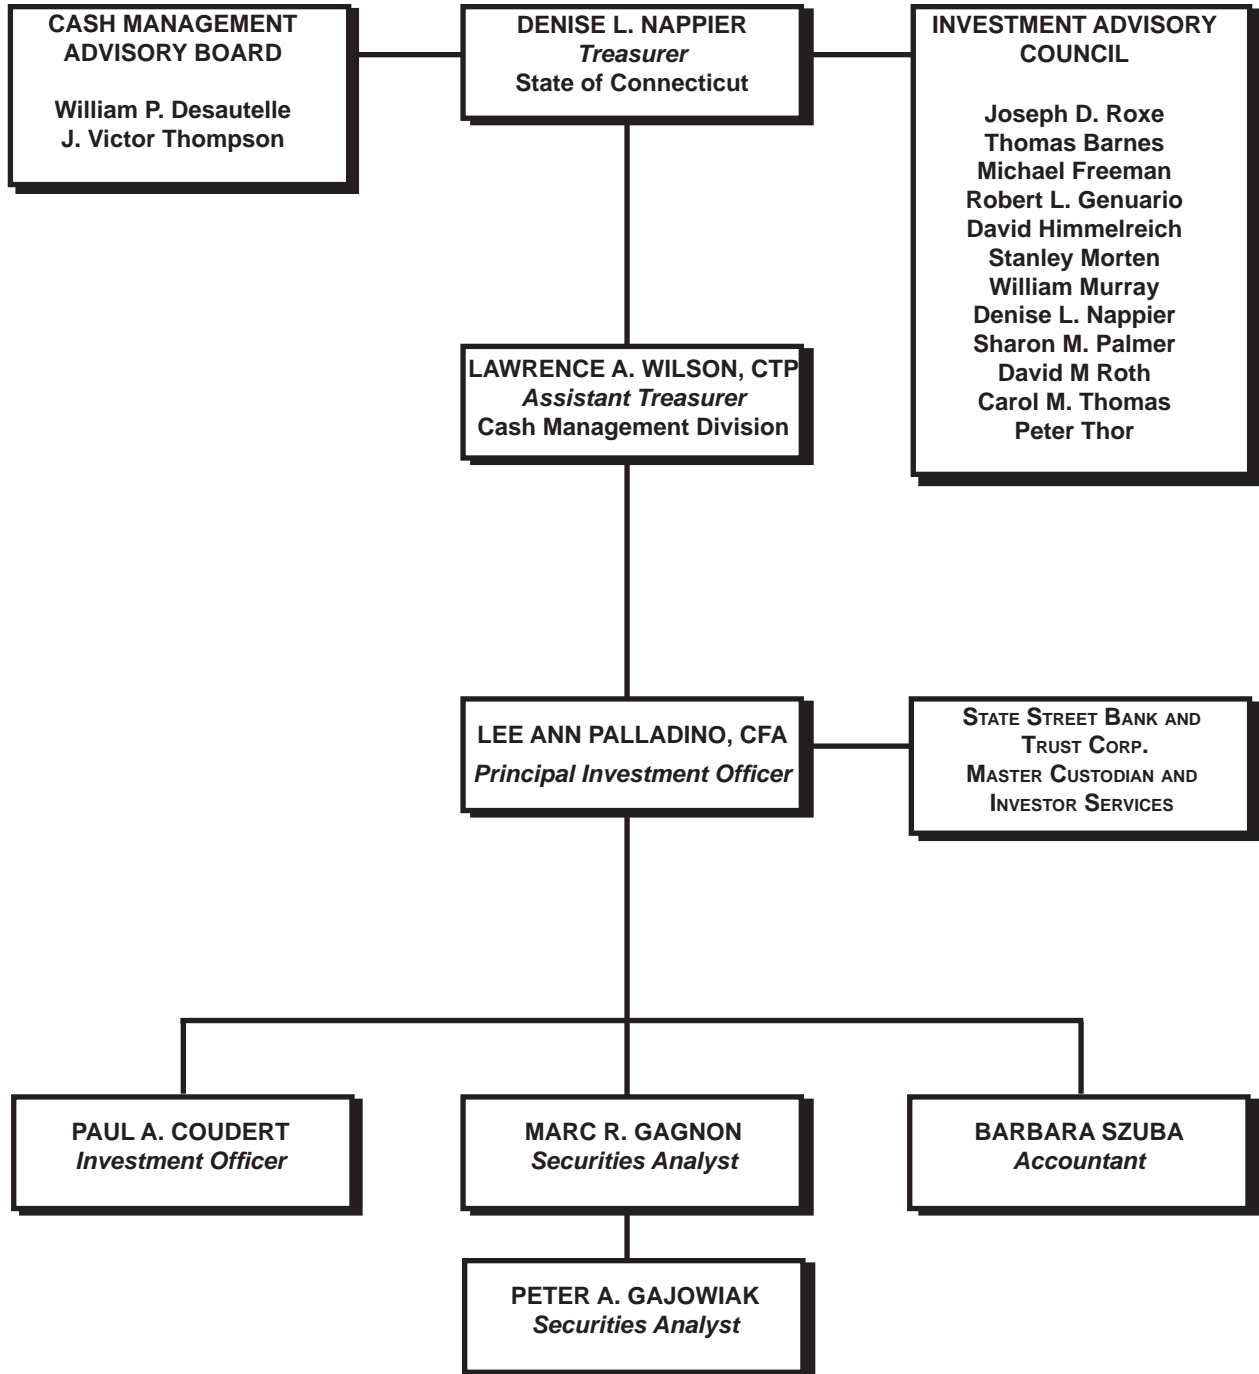 CASH MANAGEMENT
ADVISORY BOARD
William P. Desautelle
J. Victor Thompson
DENISE L. NAPPIER
Treasurer
State of Connecticut
INVESTMENT ADVISORY
COUNCIL
Joseph D. Roxe
Thomas Barnes
Michael Freeman
Robert L. Genuario
David Himmelreich
Stanley Morten
William Murray
Denise L. Nappier
Sharon M. Palmer
David M Roth
Carol M. Thomas
Peter Thor
LAWRENCE A. WILSON, CTP
Assistant Treasurer
Cash Management Division
LEE ANN PALLADINO, CFA
Principal Investment Officer
STATE STREET BANK AND
TRUST CORP.
MASTER CUSTODIAN AND
INVESTOR SERVICES
PAUL A. COUDERT
Investment Officer
MARC R. GAGNON
Securities Analyst
BARBARA SZUBA
Accountant
PETER A. GAJOWIAK
Securities Analyst